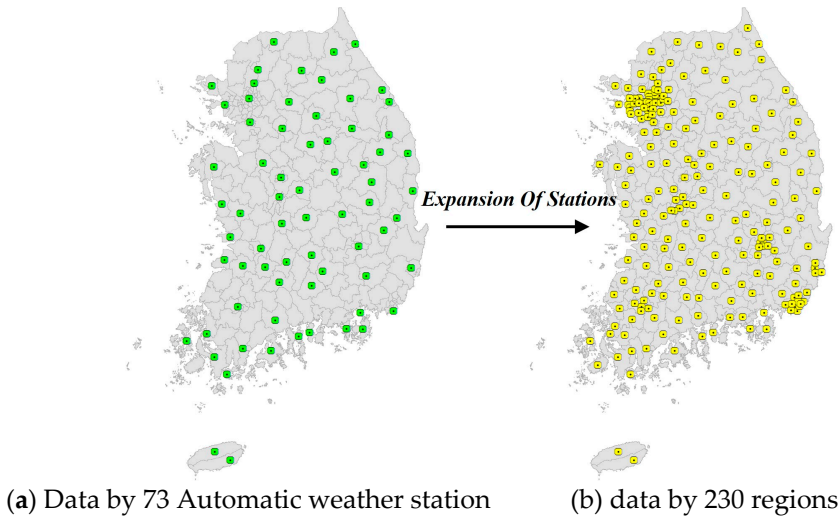 Expansion Of Stations
(a) Data by 73 Automatic weather station
(b) data by 230 regions